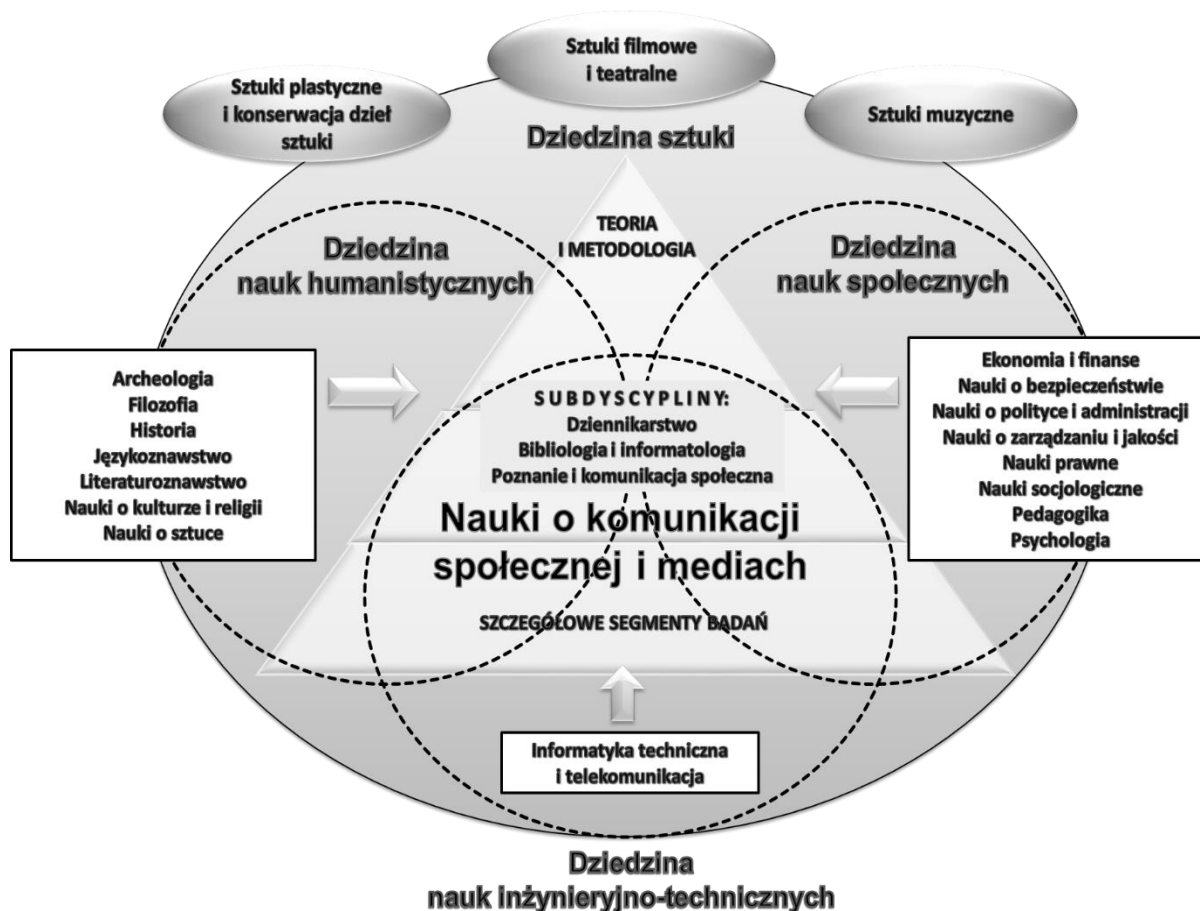 Sztuki filmowe
i teatralne
Sztuki plastyczne
i konserwacja dzieł
sztuki
Sztuki muzyczne
Dziedzina sztuki
TEORIA
I METODOLOGIA
Dziedzina
nauk humanistycznych
Dziedzina
nauk społecznych
Archeologia
Filozofia
Historia
Językoznawstwo
Literaturoznawstwo
Nauki o kulturze i religii
Nauki o sztuce
SUBDYSCYPLINY:
Dziennikarstwo
Bibliologia i informatologia
Poznanie i komunikacja społeczna
Ekonomia i finanse
Nauki o bezpieczeństwie
Nauki o polityce i administracji
Nauki o zarządzaniu i jakości
Nauki prawne
Nauki socjologiczne
Pedagogika
Psychologia
Nauki o komunikacji
społecznej i mediach
SZCZEGÓŁOWE SEGMENTY BADAŃ
Informatyka techniczna
i telekomunikacja
Dziedzina
nauk inżynieryjno-technicznych